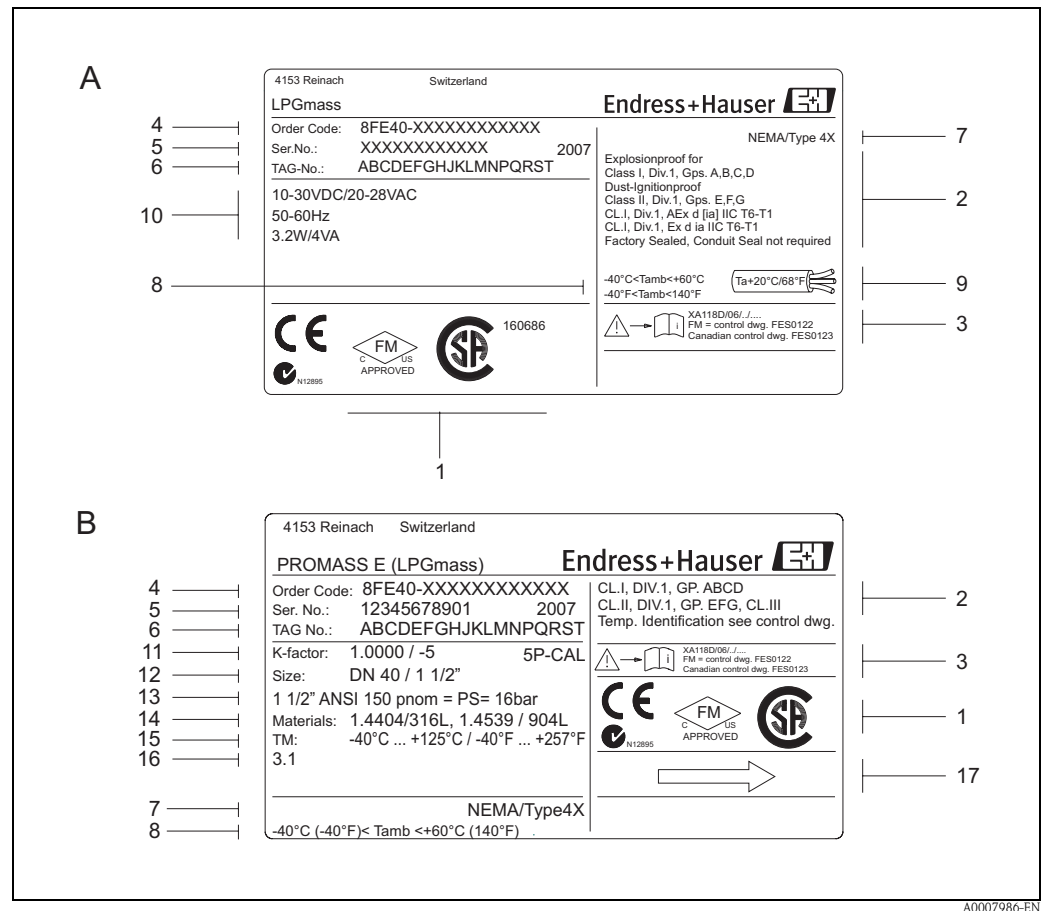 A
4153 Reinach Switzerland
LPGmass
Endress+Hauser
4
Order Code: 8FE40-XXXXXXXXXXXX
5
Ser.No.: XXXXXXXXXXXX 2007
6
TAG-No.: ABCDEFGHJKLMNPQRST
10
10-30VDC/20-28VAC
50-60Hz
3.2W/4VA
8
NEMA/Type 4X
7
Explosionproof for
Class I, Div.1, Gps. A,B,C,D
Dust-Ignitionproof
Class II, Div.1, Gps. E,F,G
CL.I, Div.1, AEx d [ia] IIC T6-T1
CL.I, Div.1, Ex d ia IIC T6-T1
Factory Sealed, Conduit Seal not required
2
-40°C<Tamb<+60°C
-40°F<Tamb<140°F
Ta+20°C/68°F
9
i
XA118D/06/../....
FM = control dwg. FES0122
Canadian control dwg. FES0123
3
CE
N12895
FM
C US
APPROVED
SA
160686
1
B
4153 Reinach Switzerland
PROMASS E (LPGmass)
Endress+Hauser
4
Order Code: 8FE40-XXXXXXXXXXXX
5
Ser. No.: 12345678901 2007
6
TAG No.: ABCDEFGHJKLMNPQRST
11
K-factor: 1.0000 / -5 5P-CAL
12
Size: DN 40 / 1 1/2”
13
1 1/2” ANSI 150 pnom = PS= 16bar
14
Materials: 1.4404/316L, 1.4539 / 904L
15
TM: -40°C ... +125°C / -40°F ... +257°F
16
3.1
7
NEMA/Type4X
8
-40°C (-40°F)< Tamb <+60°C (140°F)
CL.I, DIV.1, GP. ABCD
CL.II, DIV.1, GP. EFG, CL.III
Temp. Identification see control dwg.
2
i
XA118D/06/../....
FM = control dwg. FES0122
Canadian control dwg. FES0123
3
CE
N12895
FM
C US
APPROVED
SA
1
17
A0007986-EN